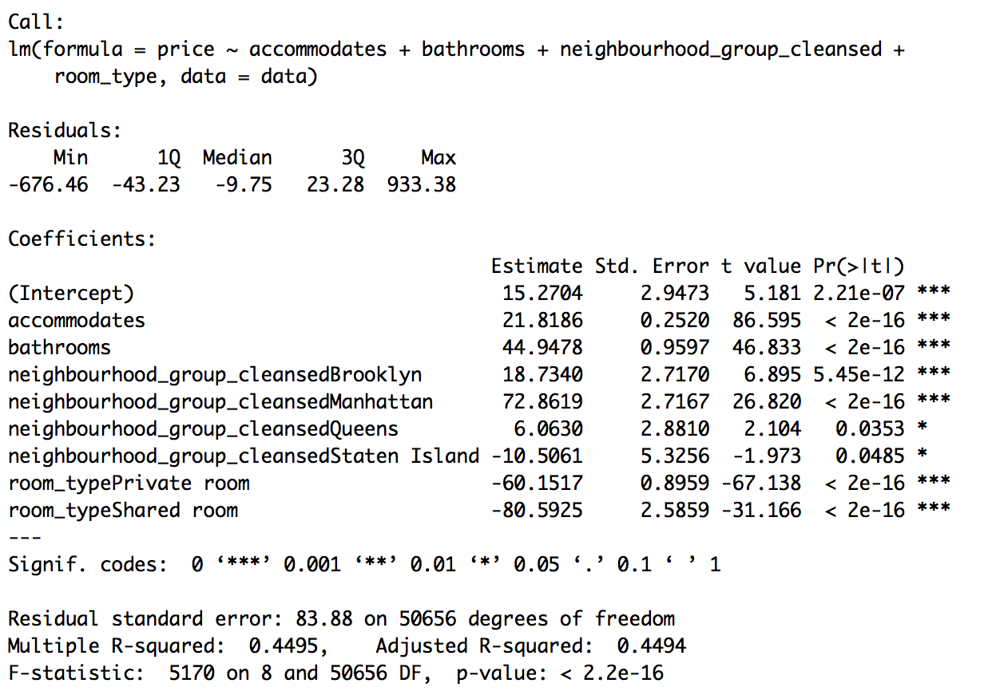 Call:
lm(formula = price ~ accommodates + bathrooms + neighbourhood_group_cleansed +
    room_type, data = data)

Residuals:
    Min      1Q  Median      3Q     Max
-676.46  -43.23   -9.75   23.28  933.38

Coefficients:
                                          Estimate Std. Error t value Pr(>|t|)
(Intercept)                                15.2704     2.9473   5.181 2.21e-07 ***
accommodates                               21.8186     0.2520  86.595  < 2e-16 ***
bathrooms                                  44.9478     0.9597  46.833  < 2e-16 ***
neighbourhood_group_cleansedBrooklyn       18.7340     2.7170   6.895 5.45e-12 ***
neighbourhood_group_cleansedManhattan      72.8619     2.7167  26.820  < 2e-16 ***
neighbourhood_group_cleansedQueens          6.0630     2.8810   2.104   0.0353 *
neighbourhood_group_cleansedStaten Island -10.5061     5.3256  -1.973   0.0485 *
room_typePrivate room                     -60.1517     0.8959 -67.138  < 2e-16 ***
room_typeShared room                      -80.5925     2.5859 -31.166  < 2e-16 ***
---
Signif. codes:  0 ‘***’ 0.001 ‘**’ 0.01 ‘*’ 0.05 ‘.’ 0.1 ‘ ’ 1

Residual standard error: 83.88 on 50656 degrees of freedom
Multiple R-squared:  0.4495,	Adjusted R-squared:  0.4494
F-statistic:  5170 on 8 and 50656 DF,  p-value: < 2.2e-16